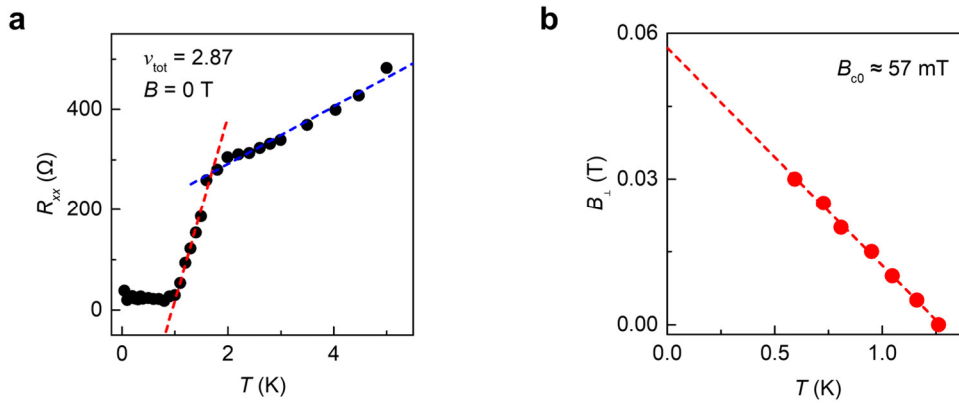 a
ν_tot = 2.87
B = 0 T
400
200
0
R_xx (Ω)
0 2 4
T (K)
b
B_c0 ≈ 57 mT
0.06
0.03
0.00
B_⊥ (T)
0.0 0.5 1.0
T (K)